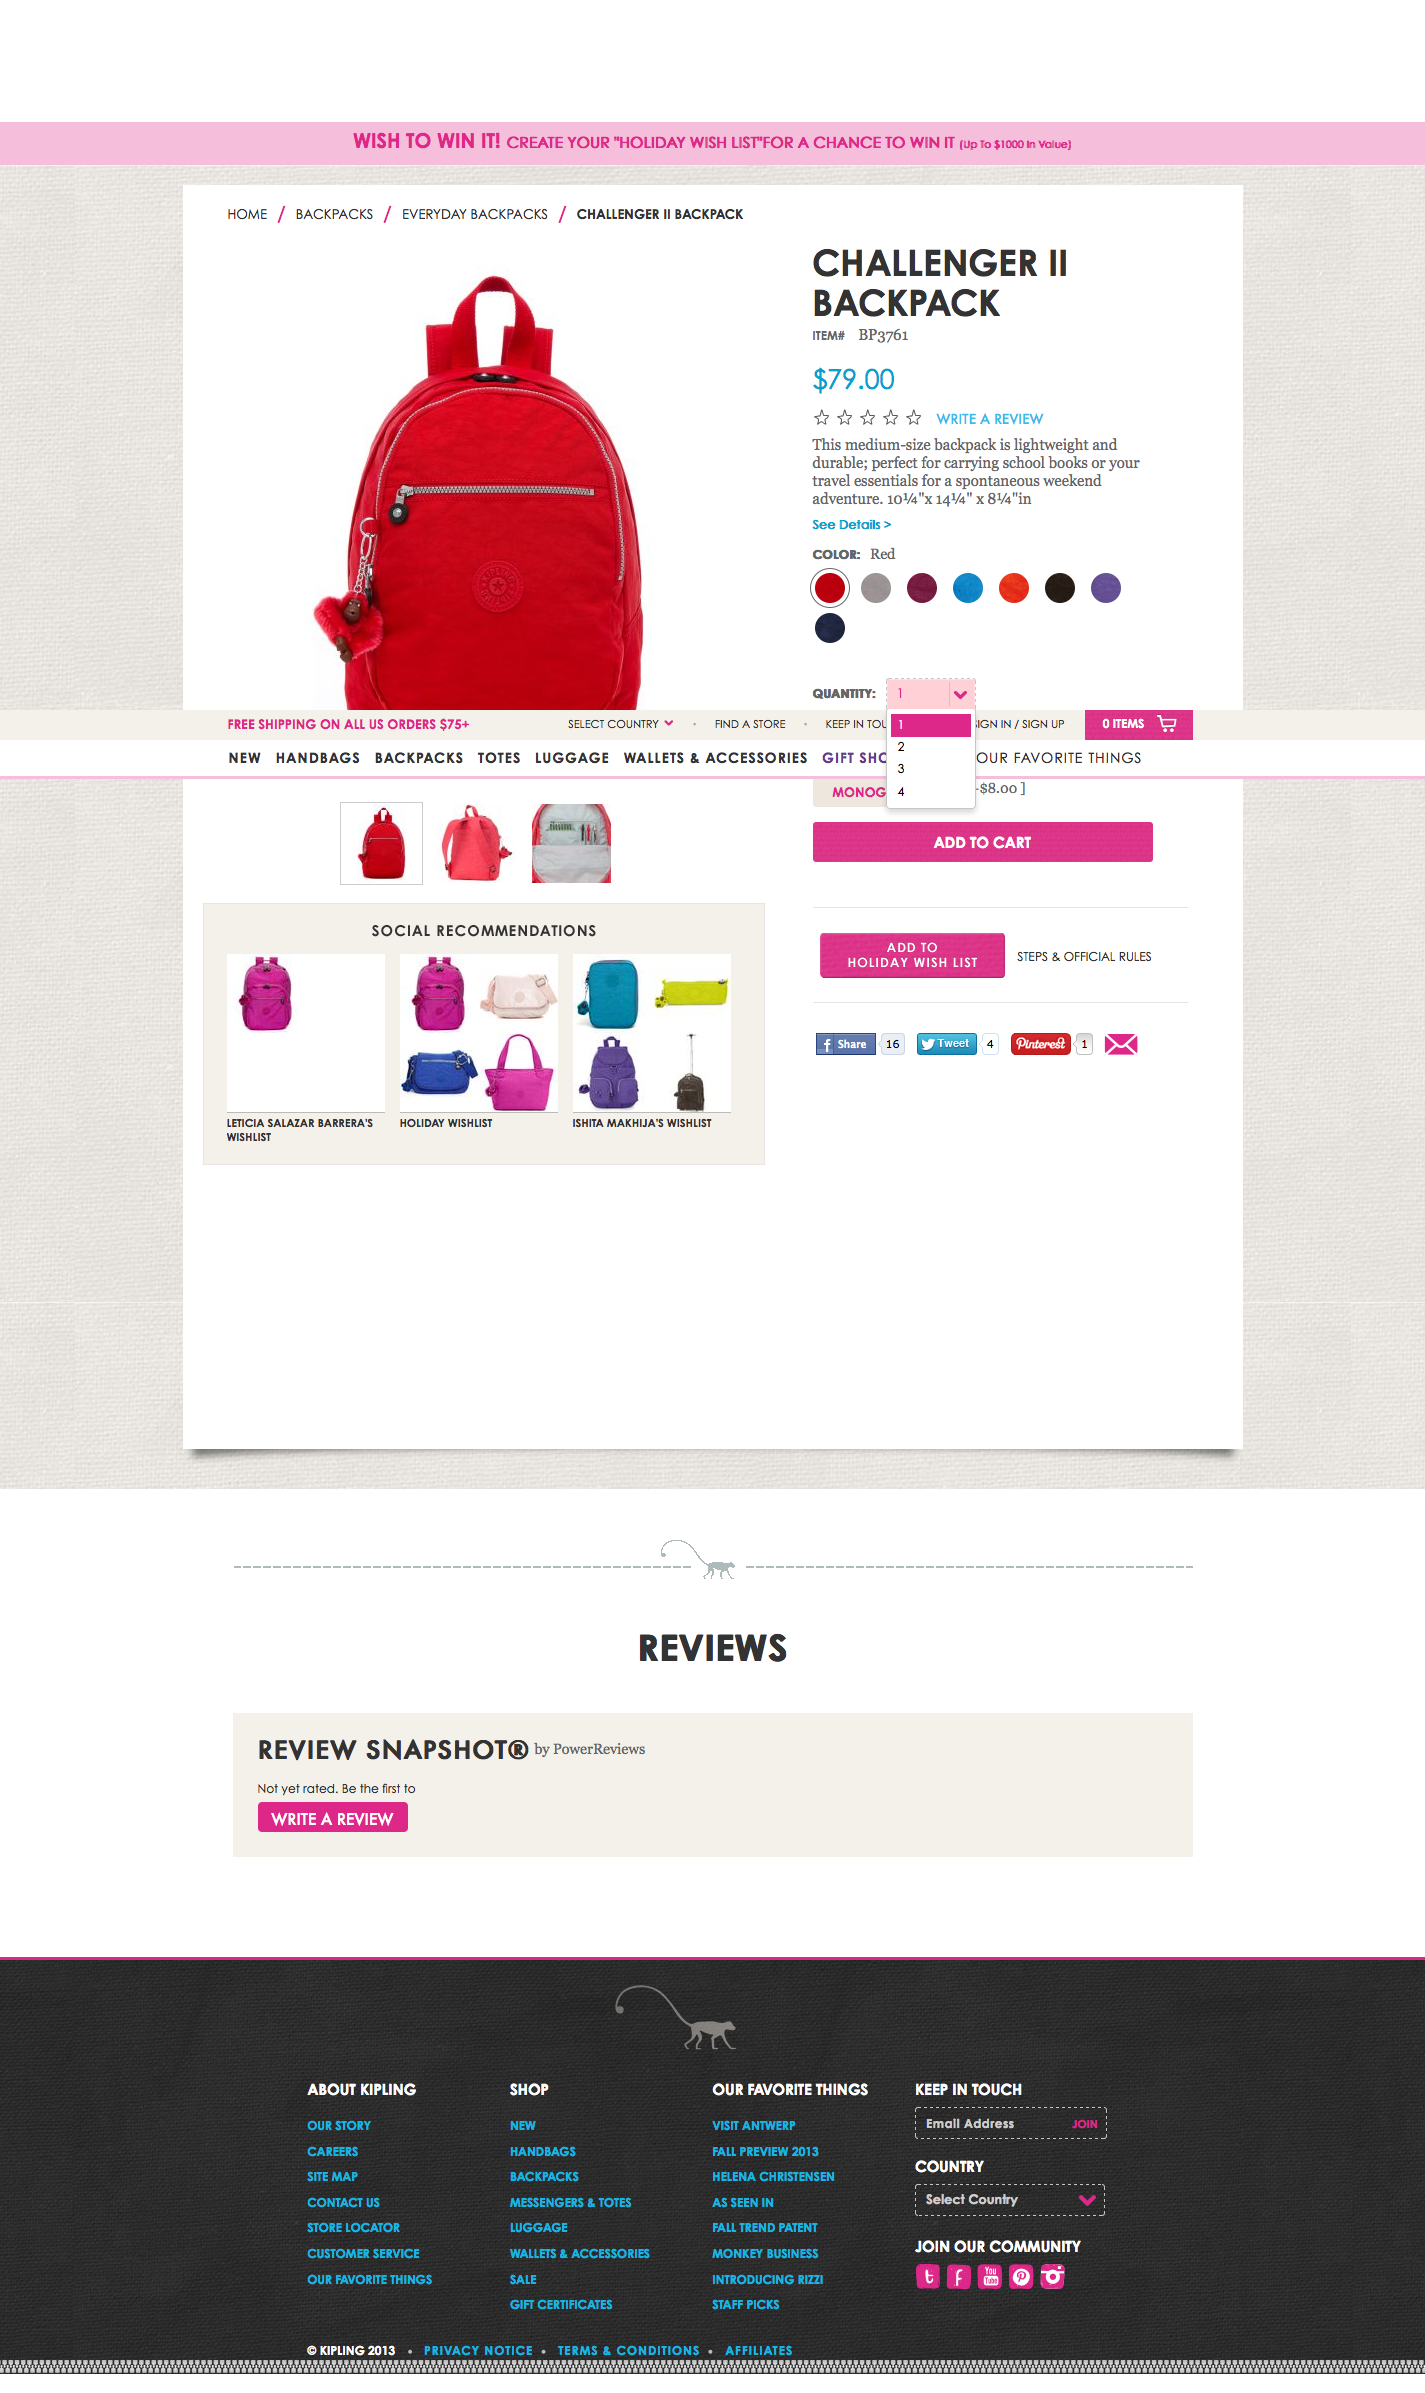 WISH TO WIN IT! CREATE YOUR "HOLIDAY WISH LIST"FOR A CHANCE TO WIN IT (Up To $1000 In Value)
HOME / BACKPACKS / EVERYDAY BACKPACKS / CHALLENGER II BACKPACK
CHALLENGER II
BACKPACK
ITEM# BP3761
$79.00
WRITE A REVIEW
This medium-size backpack is lightweight and
durable; perfect for carrying school books or your
travel essentials for a spontaneous weekend
adventure. 10¼"x 14¼" x 8¼"in
See Details >
COLOR: Red
KIPLING
QUANTITY: 1
FREE SHIPPING ON ALL US ORDERS $75+
SELECT COUNTRY • FIND A STORE • KEEP IN TOU
IGN IN / SIGN UP
0 ITEMS
1
2
3
4
NEW HANDBAGS BACKPACKS TOTES LUGGAGE WALLETS & ACCESSORIES GIFT SHO OUR FAVORITE THINGS
MONOG $8.00 ]
ADD TO CART
SOCIAL RECOMMENDATIONS
LETICIA SALAZAR BARRERA'S
WISHLIST
HOLIDAY WISHLIST
ISHITA MAKHIJA'S WISHLIST
ADD TO
HOLIDAY WISH LIST
STEPS & OFFICIAL RULES
f Share 16 Tweet 4 Pinterest 1
REVIEWS
REVIEW SNAPSHOT® by PowerReviews
Not yet rated. Be the first to
WRITE A REVIEW
ABOUT KIPLING
OUR STORY
CAREERS
SITE MAP
CONTACT US
STORE LOCATOR
CUSTOMER SERVICE
OUR FAVORITE THINGS
SHOP
NEW
HANDBAGS
BACKPACKS
MESSENGERS & TOTES
LUGGAGE
WALLETS & ACCESSORIES
SALE
GIFT CERTIFICATES
OUR FAVORITE THINGS
VISIT ANTWERP
FALL PREVIEW 2013
HELENA CHRISTENSEN
AS SEEN IN
FALL TREND PATENT
MONKEY BUSINESS
INTRODUCING RIZZI
STAFF PICKS
KEEP IN TOUCH
Email Address JOIN
COUNTRY
Select Country
JOIN OUR COMMUNITY
You Tube
© KIPLING 2013 • PRIVACY NOTICE • TERMS & CONDITIONS • AFFILIATES